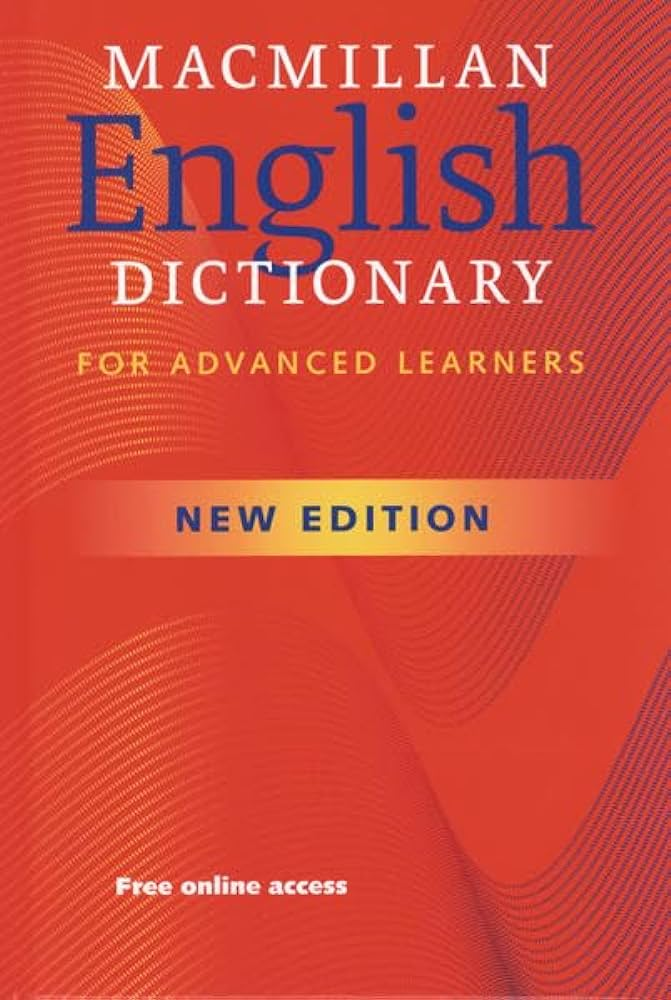 MACMILLAN
English
DICTIONARY
FOR ADVANCED LEARNERS
NEW EDITION
Free online access